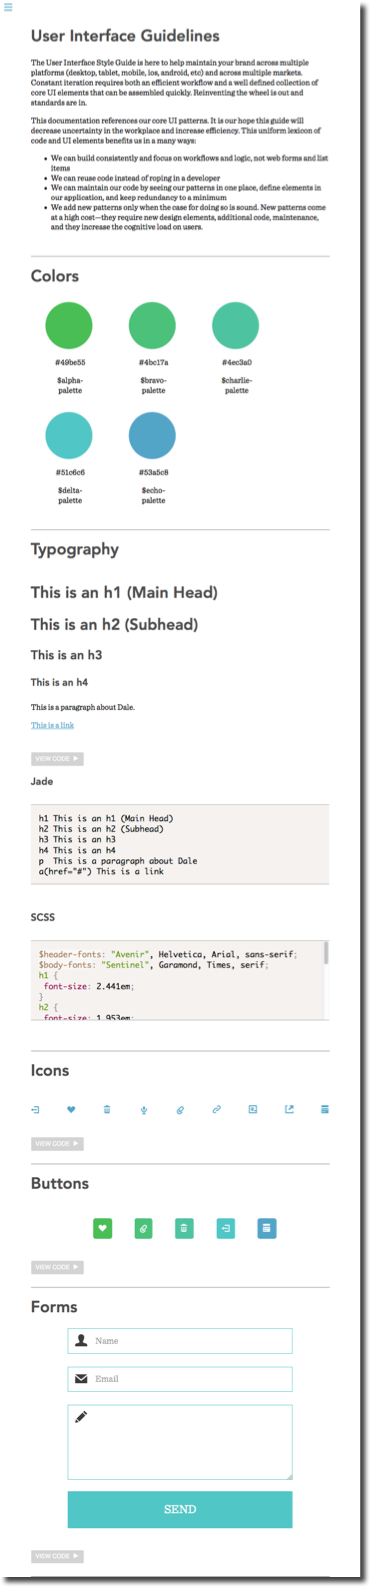 User Interface Guidelines
The User Interface Style Guide is here to help maintain your brand across multiple
platforms (desktop, tablet, mobile, ios, android, etc) and across multiple markets.
Constant iteration requires both an efficient workflow and a well defined collection of
core UI elements that can be assembled quickly. Reinventing the wheel is out and
standards are in.
This documentation references our core UI patterns. It is our hope this guide will
decrease uncertainty in the workplace and increase efficiency. This uniform lexicon of
code and UI elements benefits us in a many ways:
• We can build consistently and focus on workflows and logic, not web forms and list
items
• We can reuse code instead of roping in a developer
• We can maintain our code by seeing our patterns in one place, define elements in
our application, and keep redundancy to a minimum
• We add new patterns only when the case for doing so is sound. New patterns come
at a high cost—they require new design elements, additional code, maintenance,
and they increase the cognitive load on users.
Colors
#49be55 #4bc17a #4ec3a0
$alpha- $bravo- $charlie-
palette palette palette
#51c6c6 #53a5c8
$delta- $echo-
palette palette
Typography
This is an h1 (Main Head)
This is an h2 (Subhead)
This is an h3
This is an h4
This is a paragraph about Dale.
This is a link
VIEW CODE ▶
Jade
h1 This is an h1 (Main Head)
h2 This is an h2 (Subhead)
h3 This is an h3
h4 This is an h4
p  This is a paragraph about Dale
a(href="#") This is a link
SCSS
$header-fonts: "Avenir", Helvetica, Arial, sans-serif;
$body-fonts: "Sentinel", Garamond, Times, serif;
h1 {
font-size: 2.441em;
}
h2 {
font-size: 1.953em;
Icons
VIEW CODE ▶
Buttons
VIEW CODE ▶
Forms
Name
Email
SEND
VIEW CODE ▶